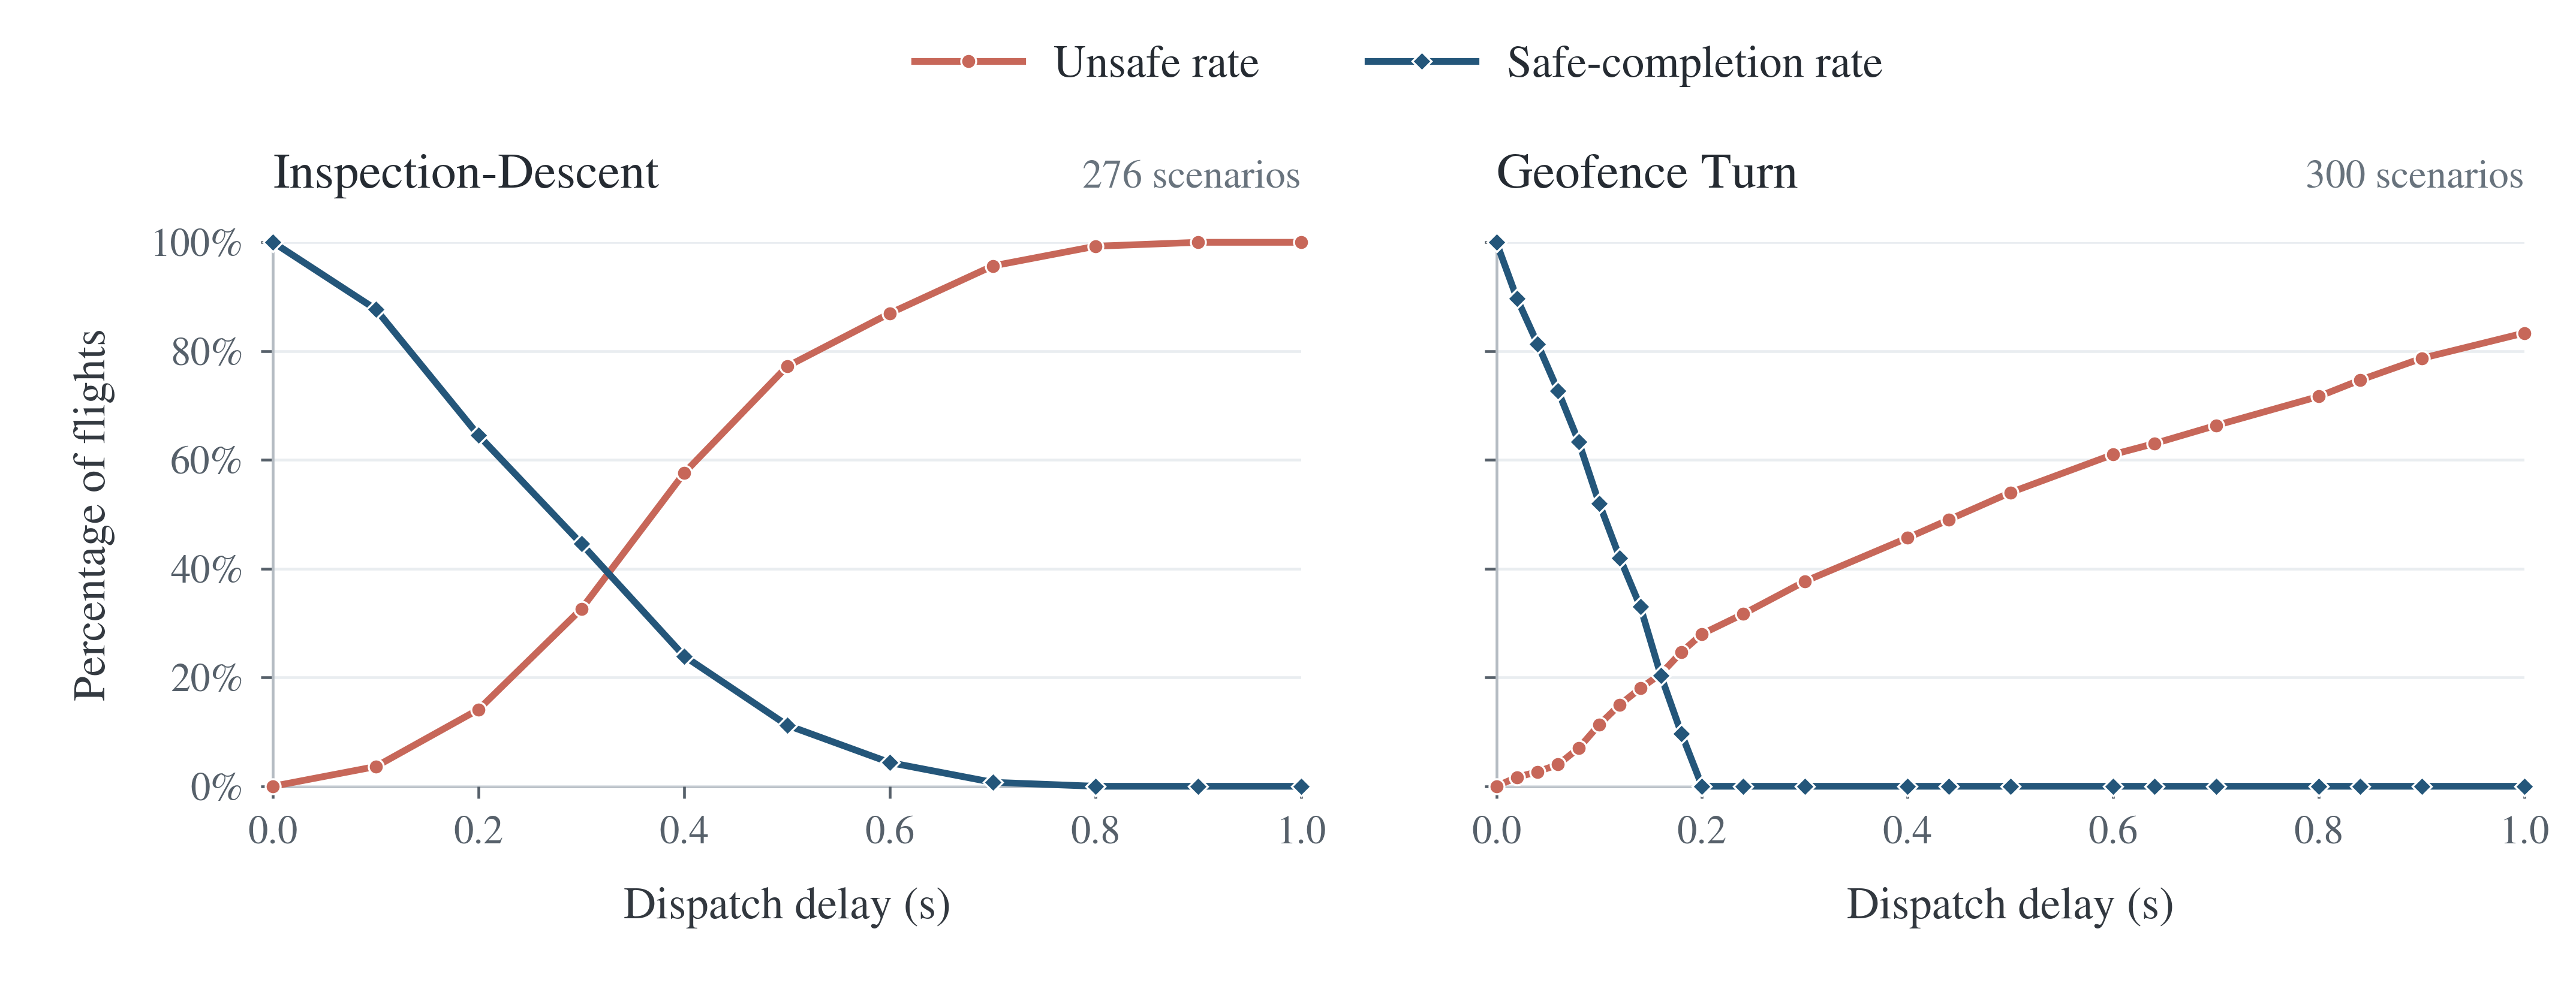 Unsafe rate
Safe-completion rate
Inspection-Descent
276 scenarios
Percentage of flights
100%
80%
60%
40%
20%
0%
0.0 0.2 0.4 0.6 0.8 1.0
Dispatch delay (s)
Geofence Turn
300 scenarios
0.0 0.2 0.4 0.6 0.8 1.0
Dispatch delay (s)